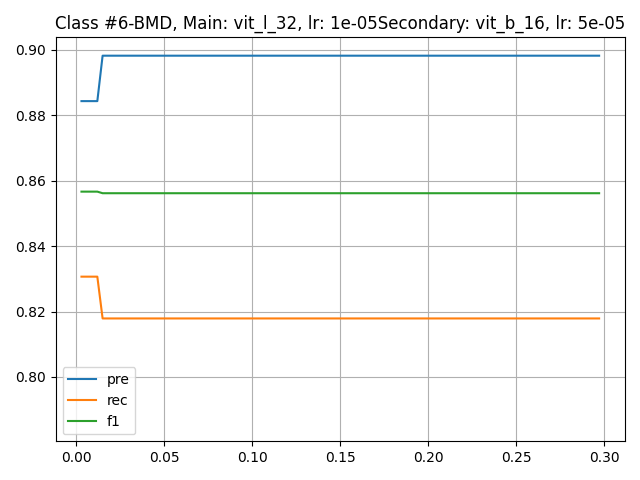 Class #6-BMD, Main: vit_l_32, lr: 1e-05Secondary: vit_b_16, lr: 5e-05
0.90
0.88
0.86
0.84
0.82
0.80
pre
rec
f1
0.00 0.05 0.10 0.15 0.20 0.25 0.30